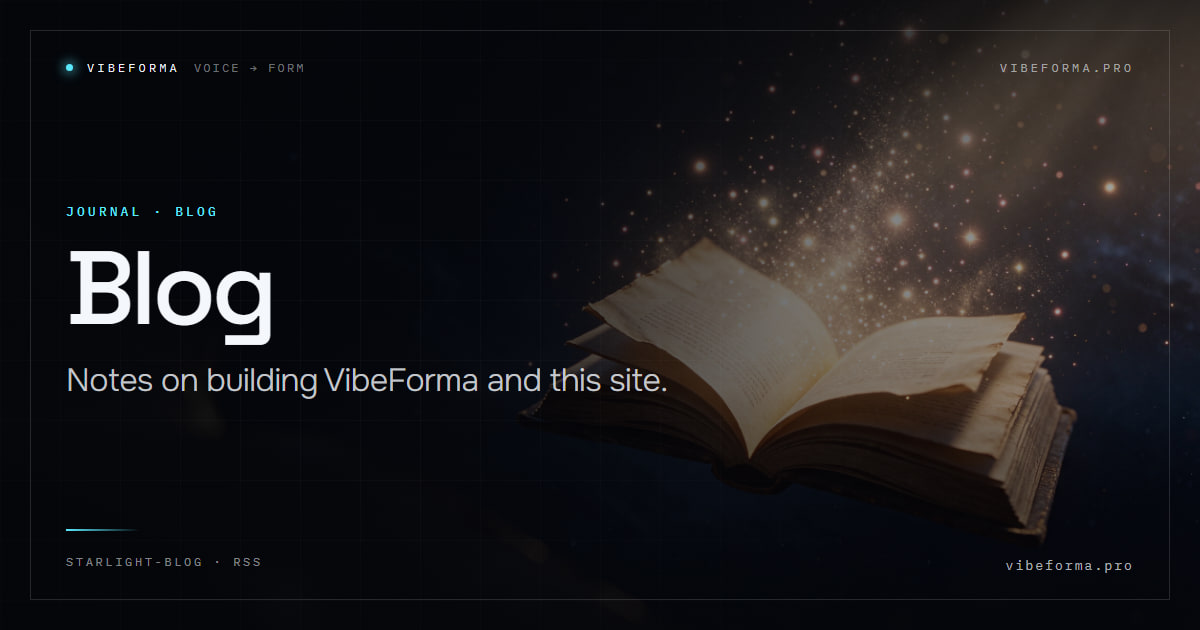 VIBEFORMA VOICE → FORM
VIBEFORMA.PRO
JOURNAL · BLOG
Blog
Notes on building VibeForma and this site.
STARLIGHT-BLOG · RSS
vibeforma.pro